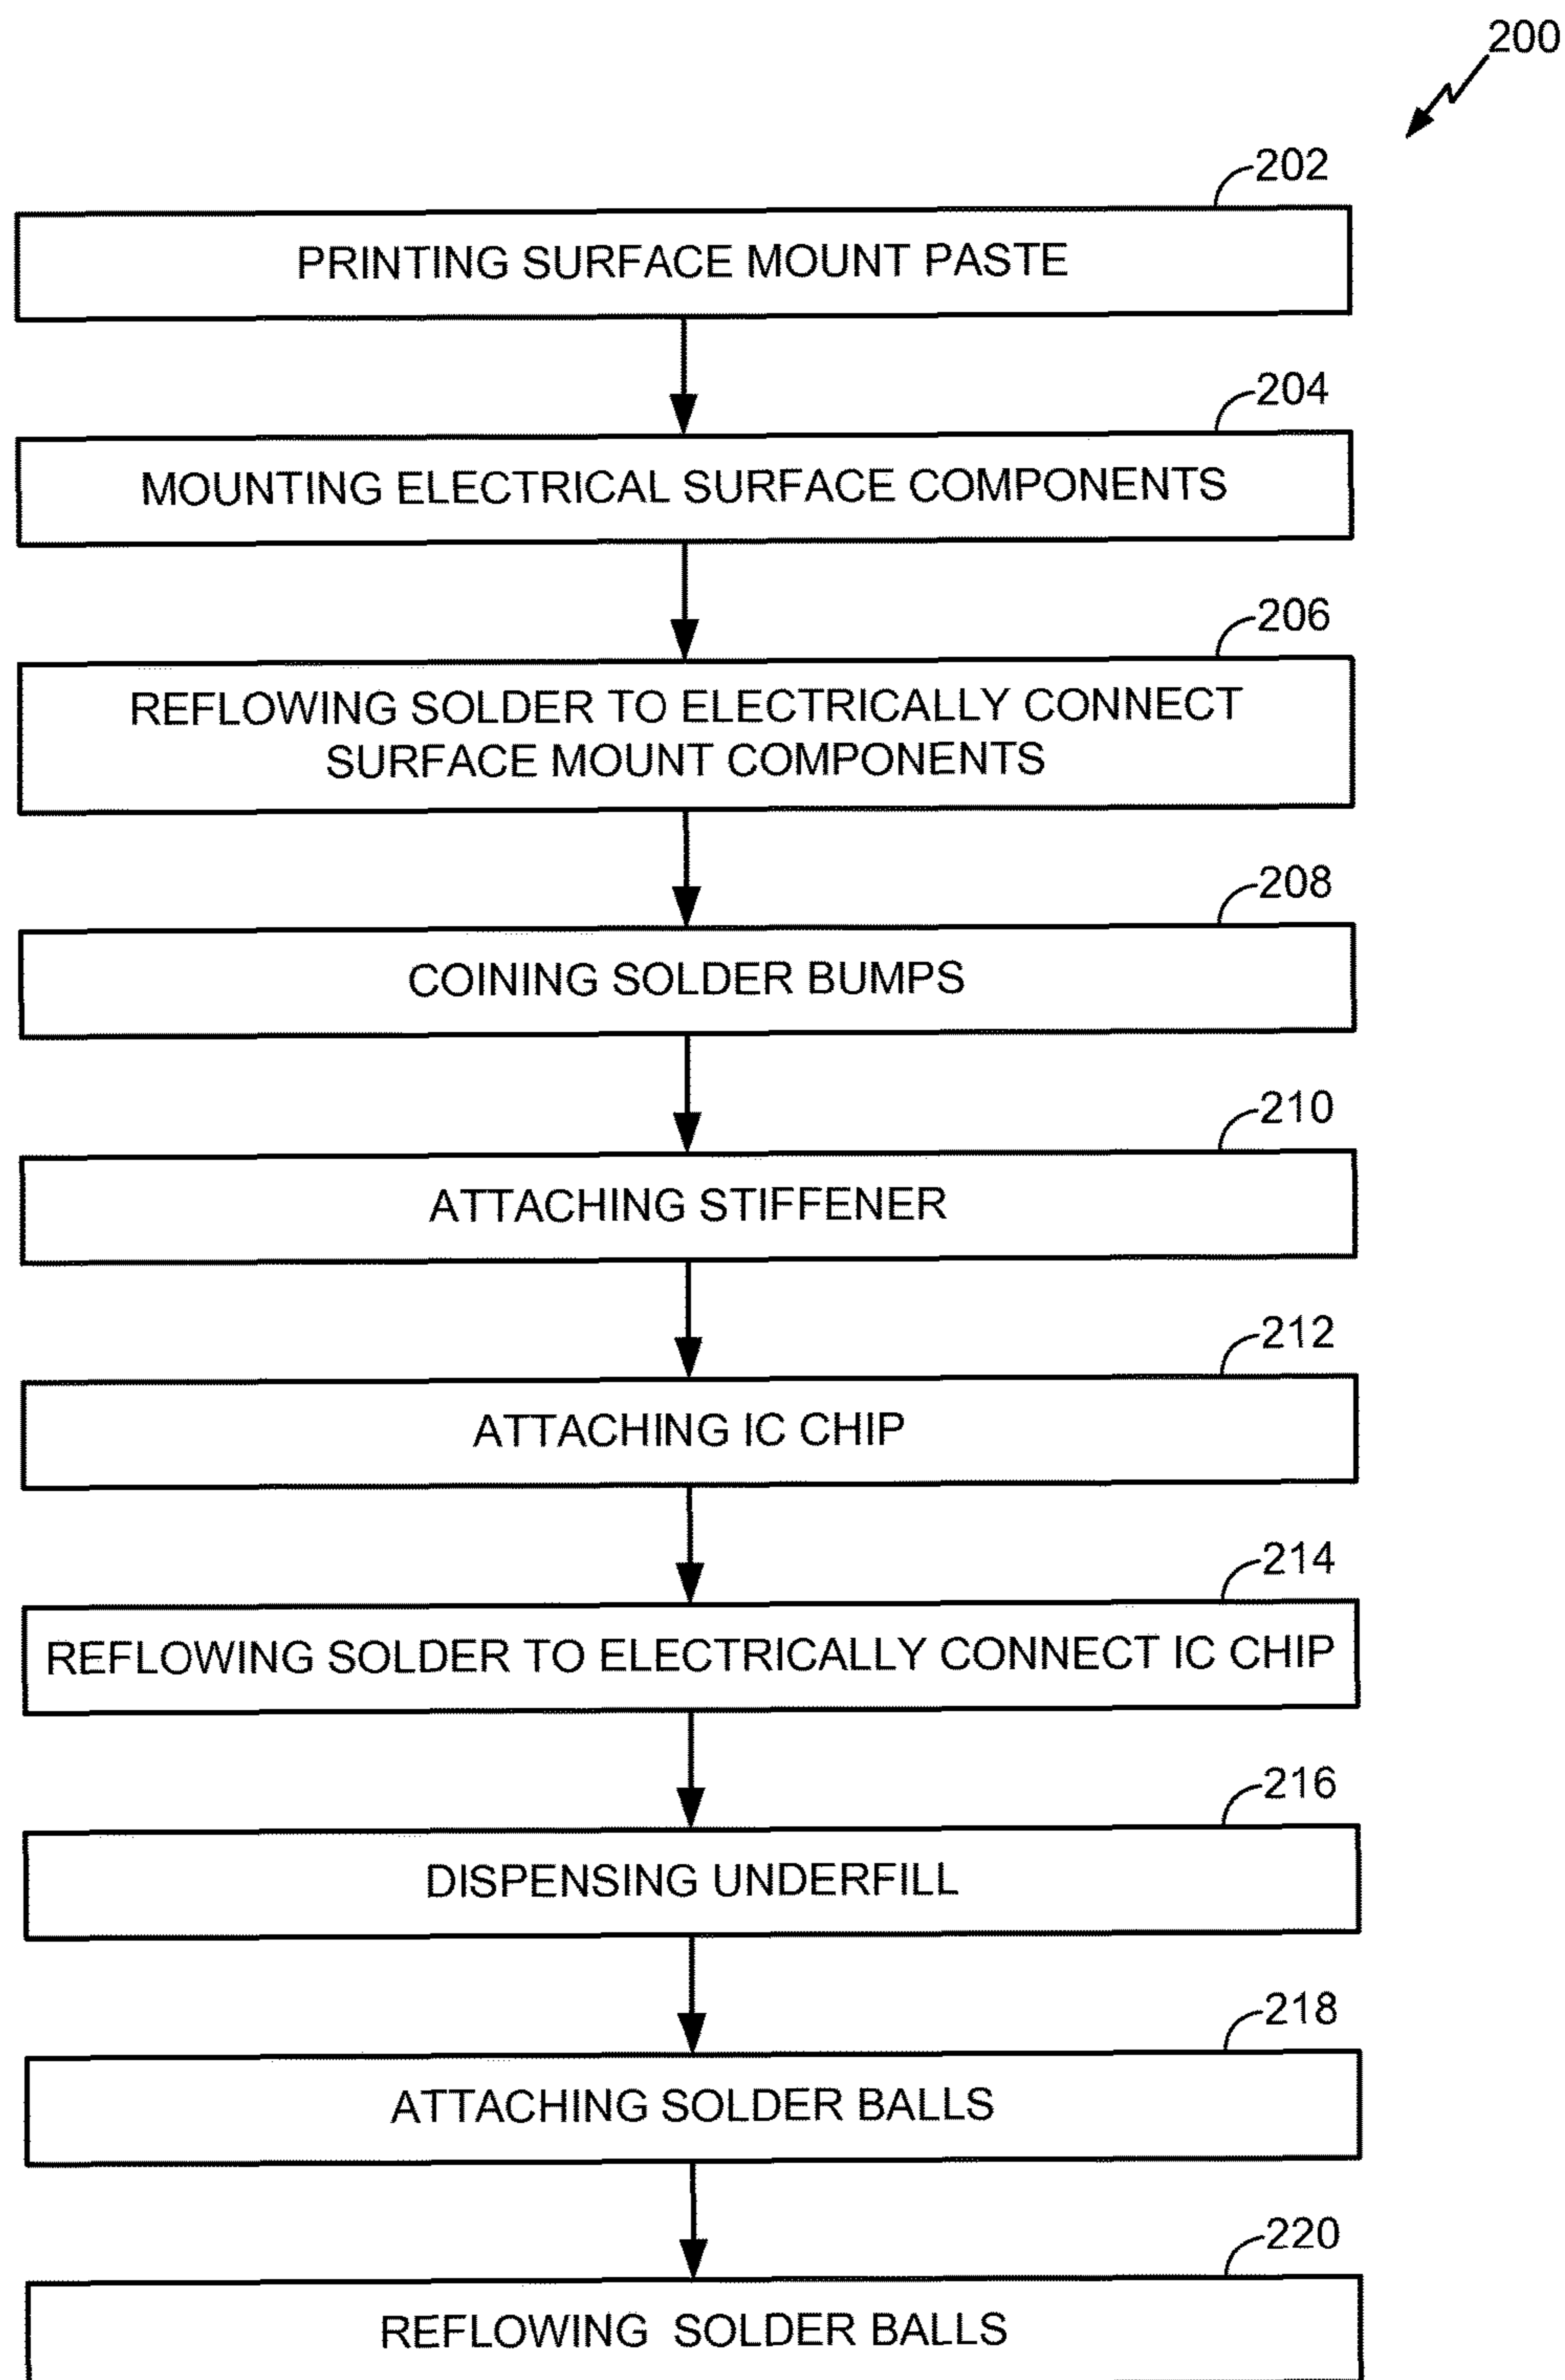 200
202
PRINTING SURFACE MOUNT PASTE
204
MOUNTING ELECTRICAL SURFACE COMPONENTS
206
REFLOWING SOLDER TO ELECTRICALLY CONNECT
SURFACE MOUNT COMPONENTS
208
COINING SOLDER BUMPS
210
ATTACHING STIFFENER
212
ATTACHING IC CHIP
214
REFLOWING SOLDER TO ELECTRICALLY CONNECT IC CHIP
216
DISPENSING UNDERFILL
218
ATTACHING SOLDER BALLS
220
REFLOWING SOLDER BALLS